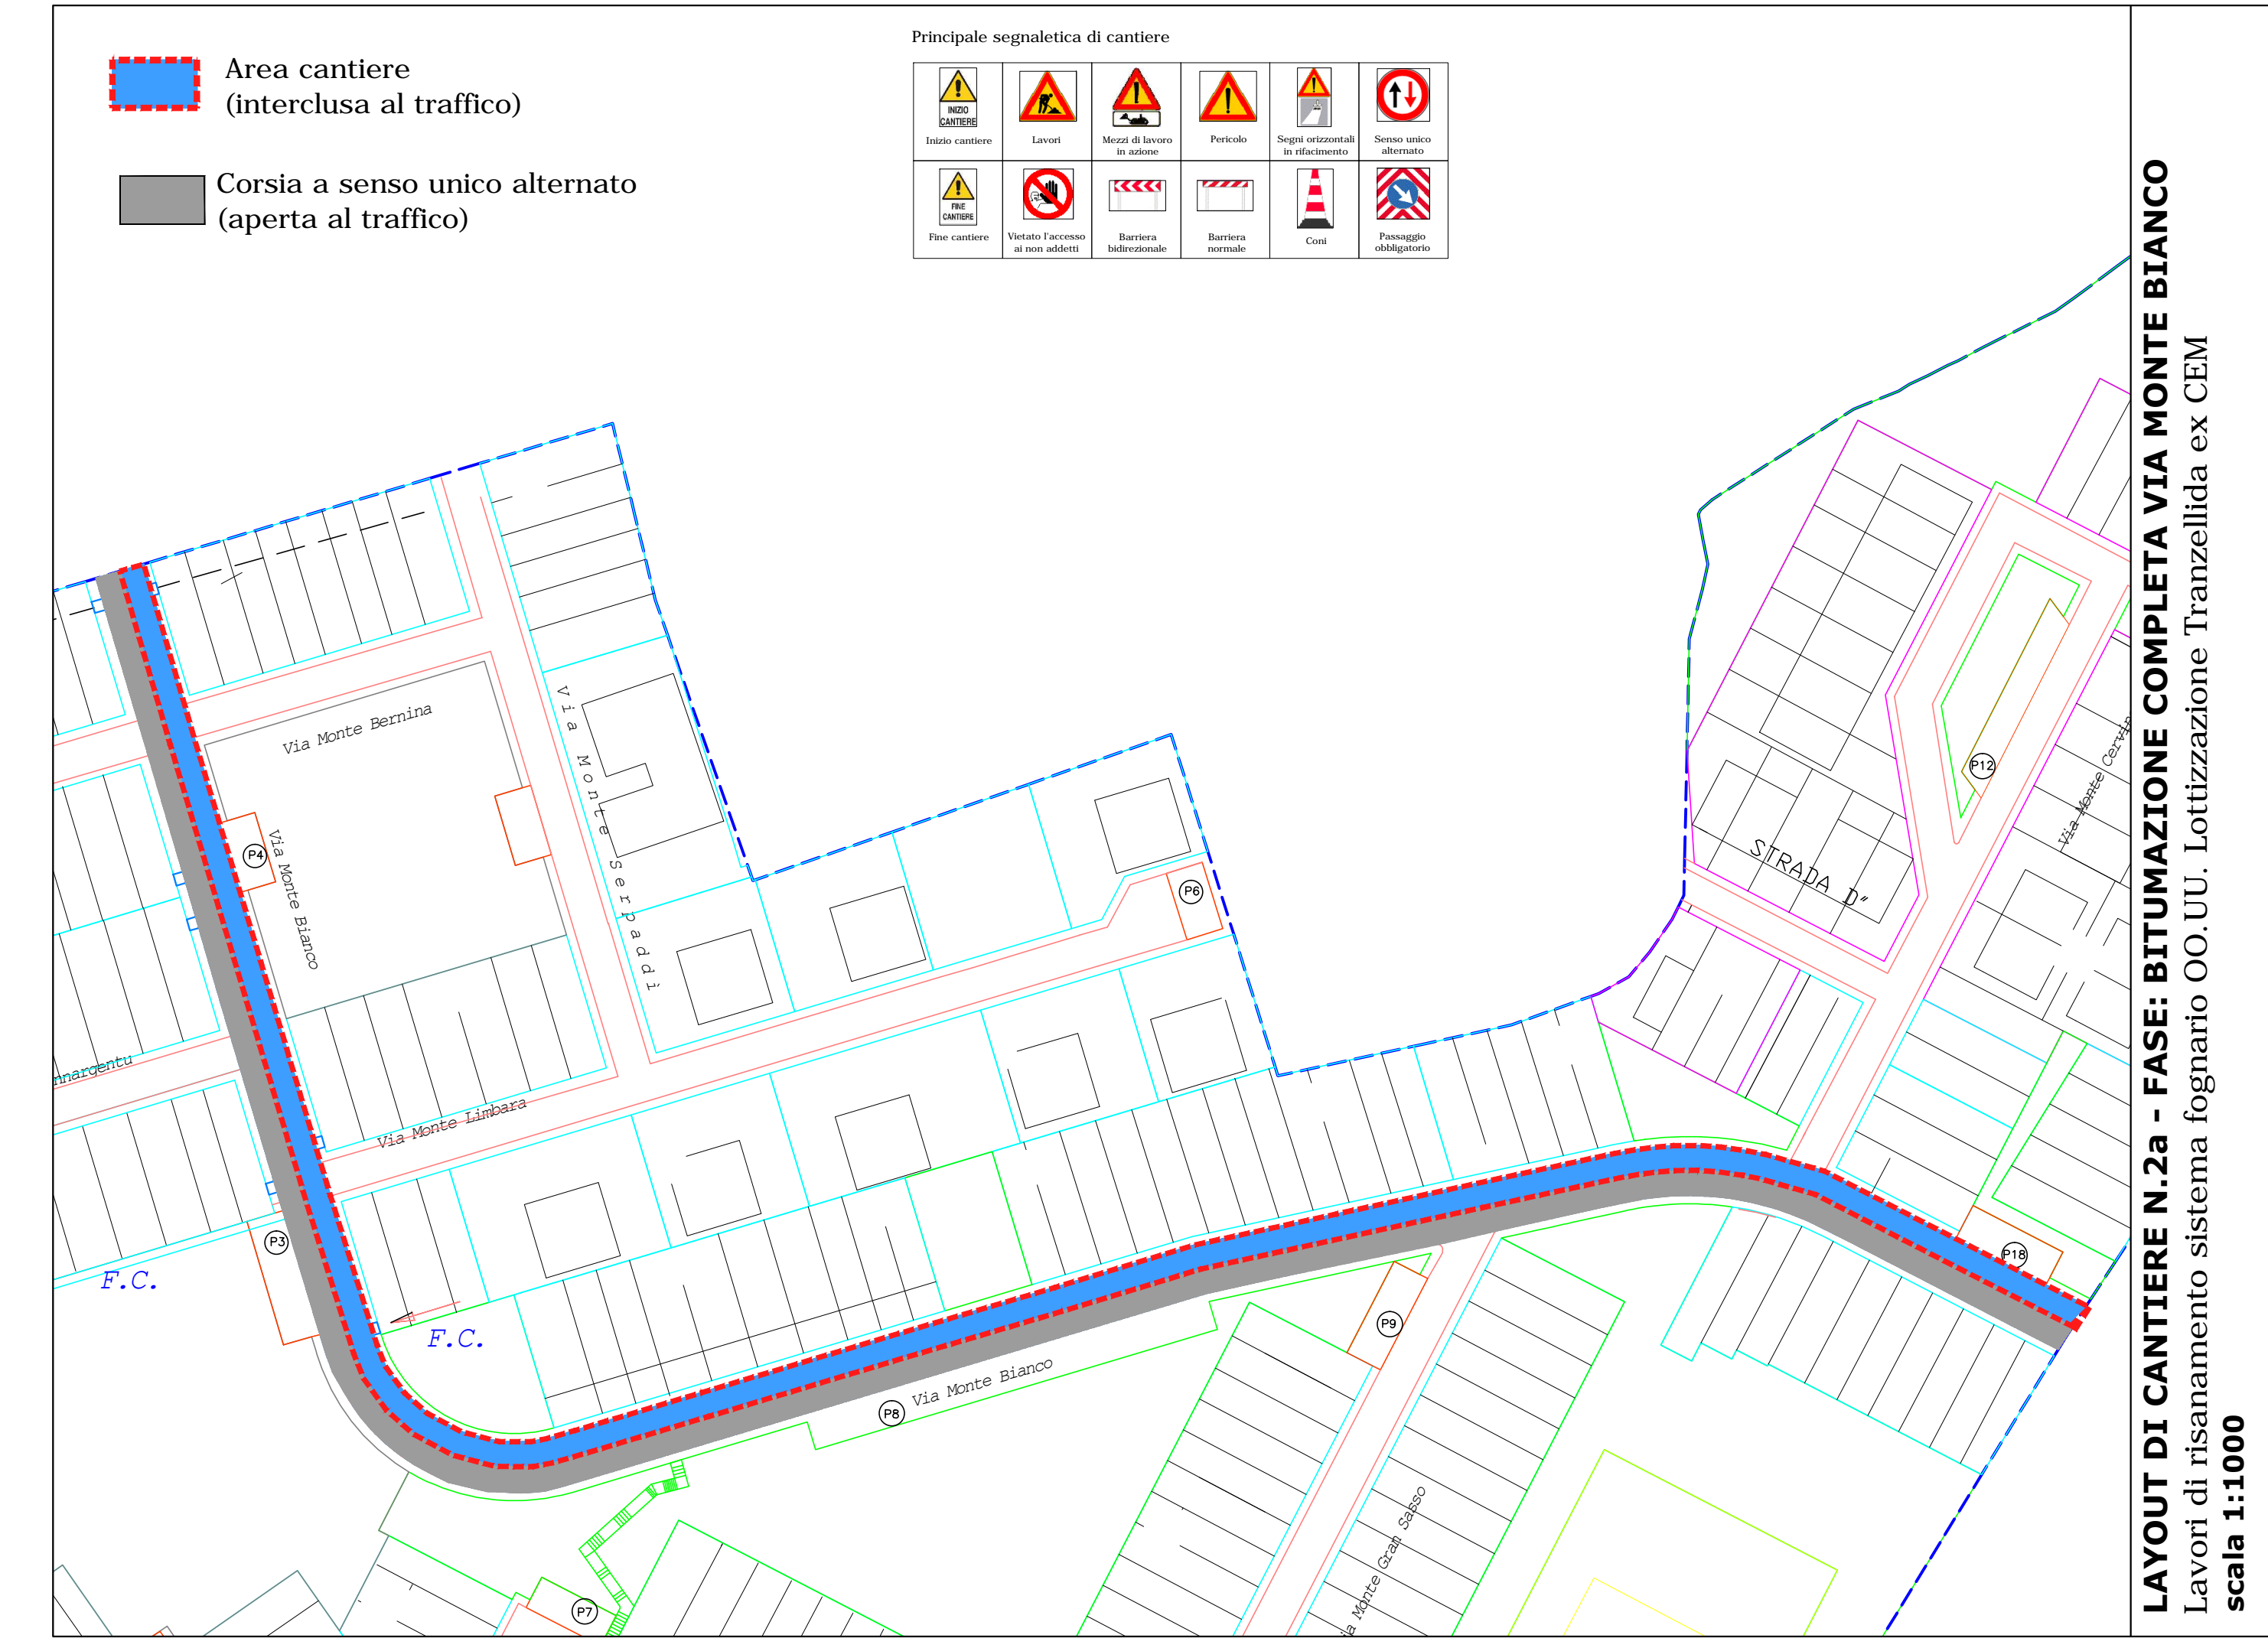 Area cantiere
(interclusa al traffico)
Corsia a senso unico alternato
(aperta al traffico)
Principale segnaletica di cantiere
INIZIO
CANTIERE
Inizio cantiere
Lavori
Mezzi di lavoro
in azione
Pericolo
Segni orizzontali
in rifacimento
Senso unico
alternato
FINE
CANTIERE
Fine cantiere
Vietato l'accesso
ai non addetti
Barriera
bidirezionale
Barriera
normale
Coni
Passaggio
obbligatorio
Via Monte Bernina
Via Monte Serpaddì
P4
Via Monte Bianco
P6
P12
Via Monte Cervin
STRADA D"
nnargentu
Via Monte Limbara
P3
F.C.
F.C.
P18
P9
Via Monte Bianco
P8
ia Monte Gran Sasso
P7
LAYOUT DI CANTIERE N.2a - FASE: BITUMAZIONE COMPLETA VIA MONTE BIANCO
Lavori di risanamento sistema fognario OO.UU. Lottizzazione Tranzellida ex CEM
scala 1:1000